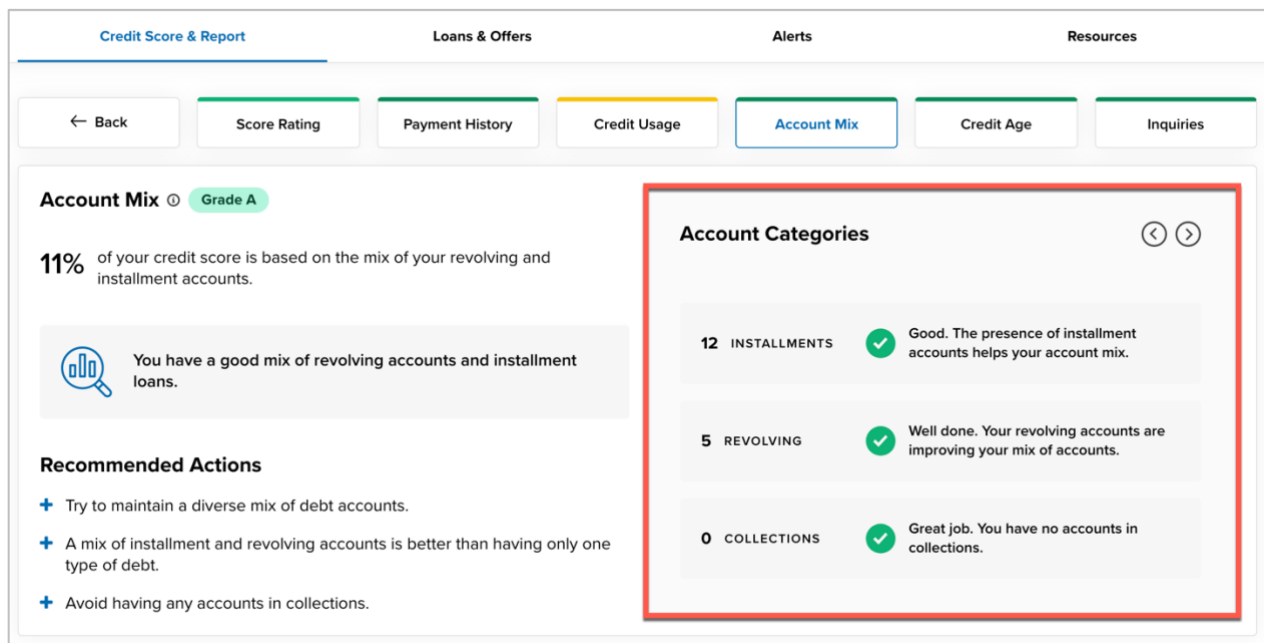 Credit Score & Report
Loans & Offers
Alerts
Resources
← Back
Score Rating
Payment History
Credit Usage
Account Mix
Credit Age
Inquiries
Account Mix
Grade A
11% of your credit score is based on the mix of your revolving and
installment accounts.
You have a good mix of revolving accounts and installment
loans.
Recommended Actions
+ Try to maintain a diverse mix of debt accounts.
+ A mix of installment and revolving accounts is better than having only one
type of debt.
+ Avoid having any accounts in collections.
Account Categories
12 INSTALLMENTS
Good. The presence of installment
accounts helps your account mix.
5 REVOLVING
Well done. Your revolving accounts are
improving your mix of accounts.
0 COLLECTIONS
Great job. You have no accounts in
collections.